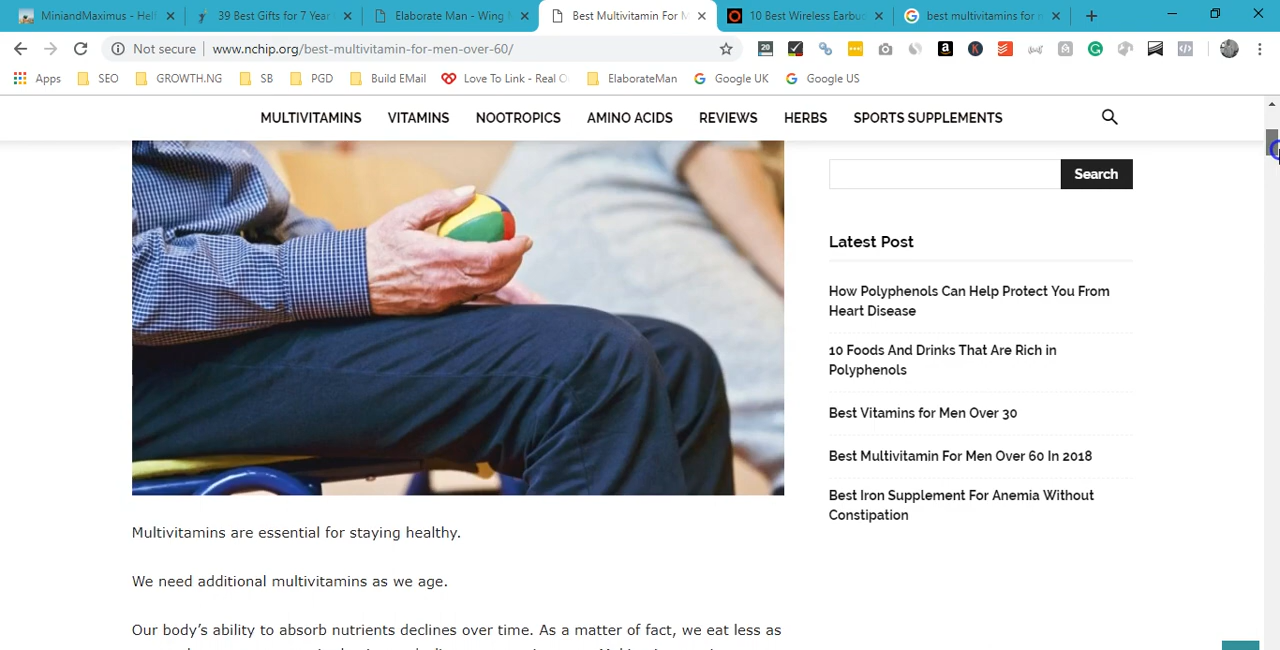 MiniandMaximus - Hel
39 Best Gifts for 7 Year
Elaborate Man - Wing
Best Multivitamin For M
10 Best Wireless Earbu
best multivitamins for
Not secure | www.nchip.org/best-multivitamin-for-men-over-60/
Apps SEO GROWTH.NG SB PGD Build EMail Love To Link - Real O ElaborateMan Google UK Google US
MULTIVITAMINS VITAMINS NOOTROPICS AMINO ACIDS REVIEWS HERBS SPORTS SUPPLEMENTS
Search
Latest Post
How Polyphenols Can Help Protect You From
Heart Disease
10 Foods And Drinks That Are Rich in
Polyphenols
Best Vitamins for Men Over 30
Best Multivitamin For Men Over 60 In 2018
Best Iron Supplement For Anemia Without
Constipation
Multivitamins are essential for staying healthy.
We need additional multivitamins as we age.
Our body’s ability to absorb nutrients declines over time. As a matter of fact, we eat less as